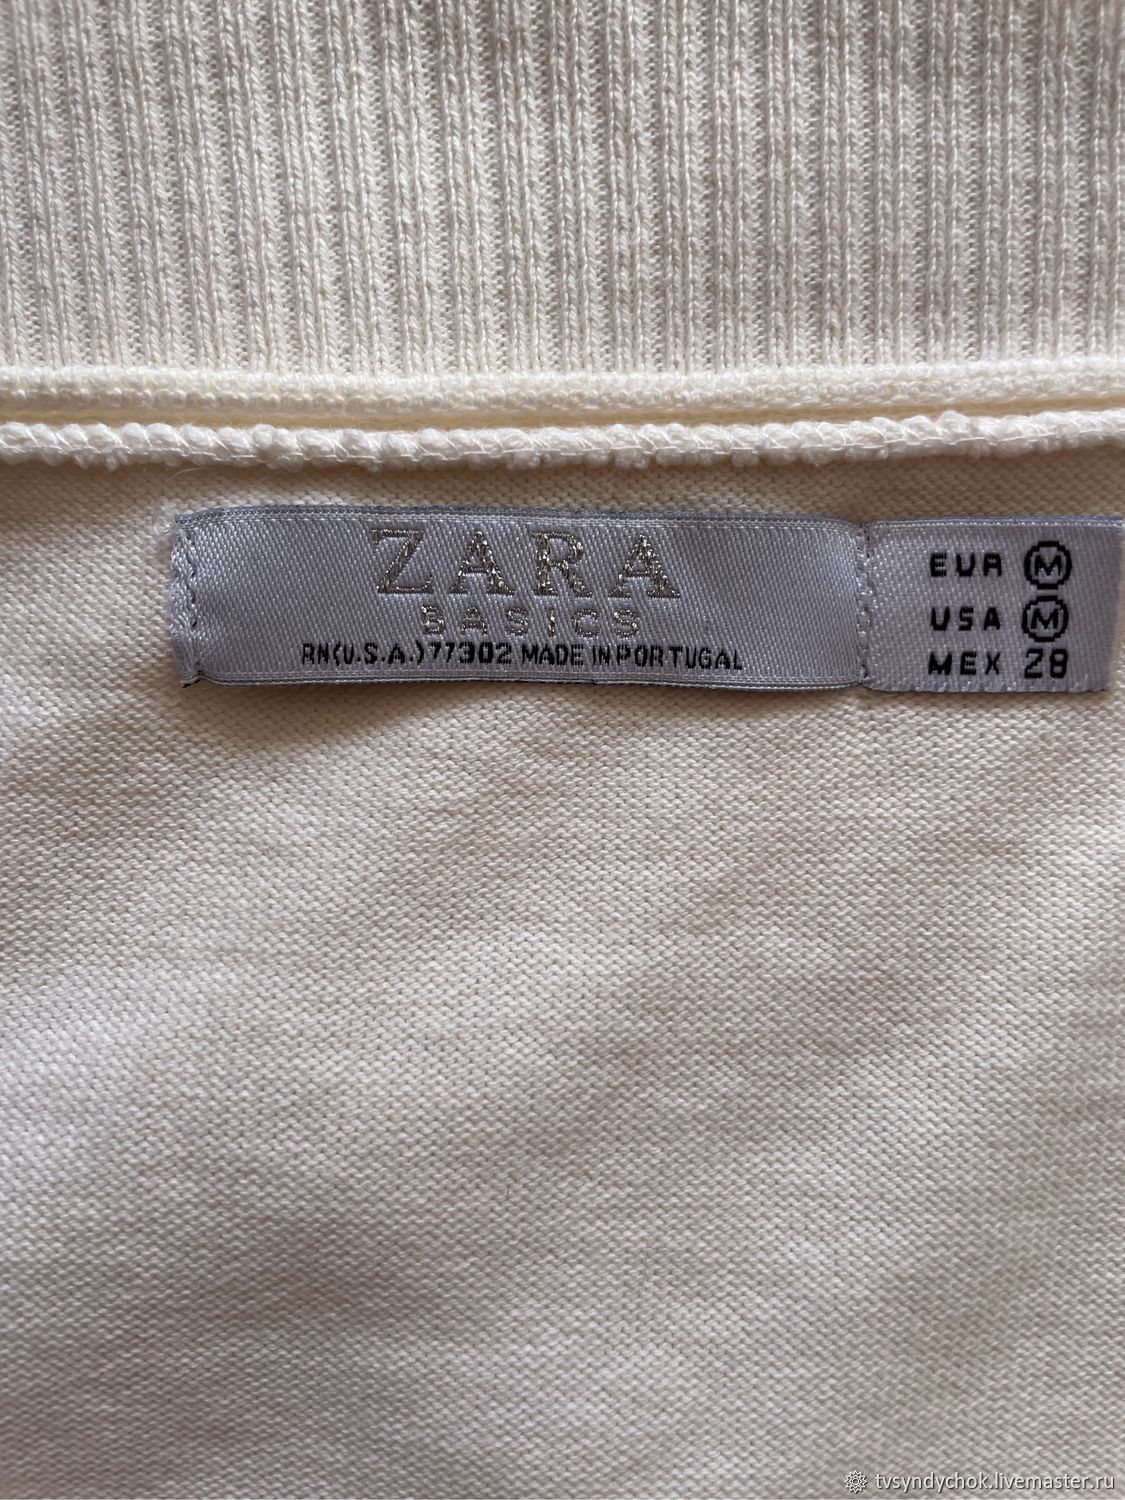 ZARA
BASICS
RN(U.S.A.)77302 MADE IN PORTUGAL
EUR M
USA M
MEX 28
tvsyndychok.livemaster.ru